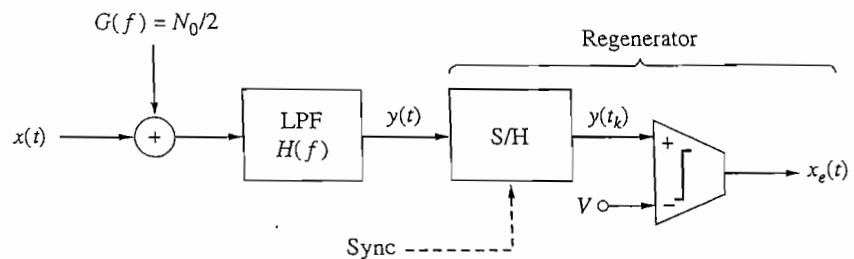 G(f) = N₀/2
Regenerator
x(t)
+
LPF
H(f)
y(t)
S/H
y(tₖ)
+
−
V
xₑ(t)
Sync